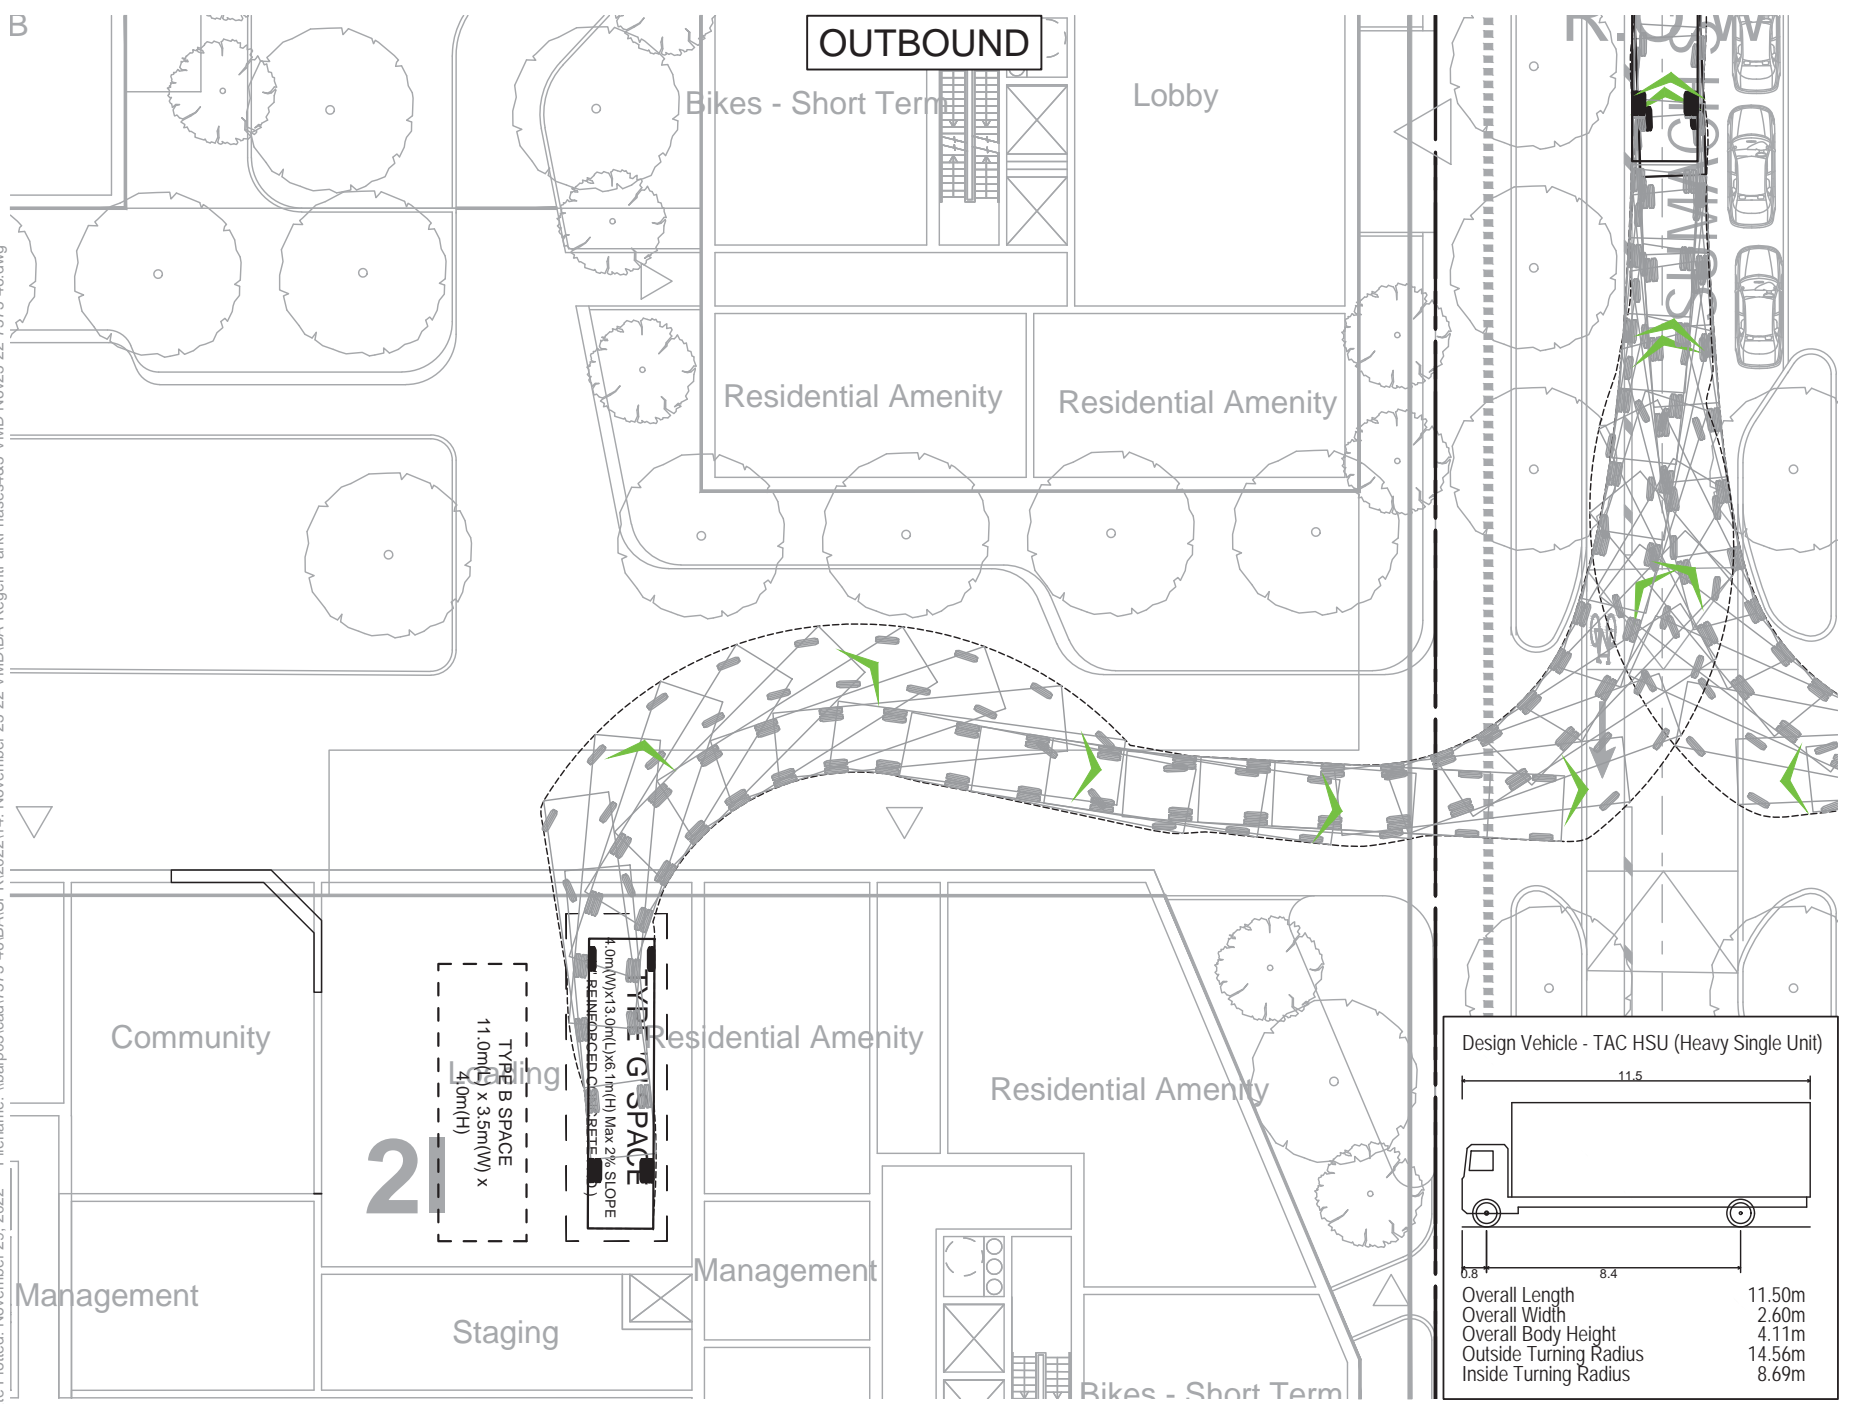 B
OUTBOUND
R.O.W
Bikes - Short Term
Lobby
SUMACH S
Residential Amenity
Residential Amenity
Community
Loading
TYPE B SPACE
11.0m(L) x 3.5m(W) x
4.0m(H)
TYPE 'G' SPACE
4.0m(W)x13.0m(L)x6.1m(H) Max 2% SLOPE
Residential Amenity
Residential Amenity
2
Management
Management
Staging
Bikes - Short Term
Design Vehicle - TAC HSU (Heavy Single Unit)
11.5
0.8
8.4
Overall Length 11.50m
Overall Width 2.60m
Overall Body Height 4.11m
Outside Turning Radius 14.56m
Inside Turning Radius 8.69m